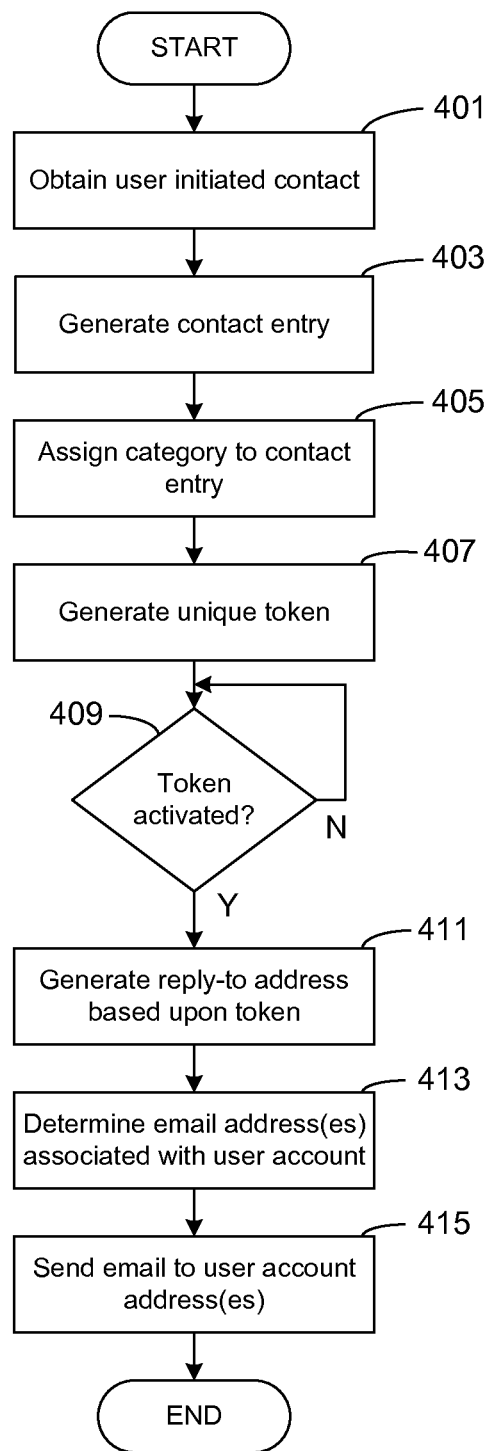 START
401
Obtain user initiated contact
403
Generate contact entry
405
Assign category to contact
entry
407
Generate unique token
409
Token
activated?
N
Y
411
Generate reply-to address
based upon token
413
Determine email address(es)
associated with user account
415
Send email to user account
address(es)
END